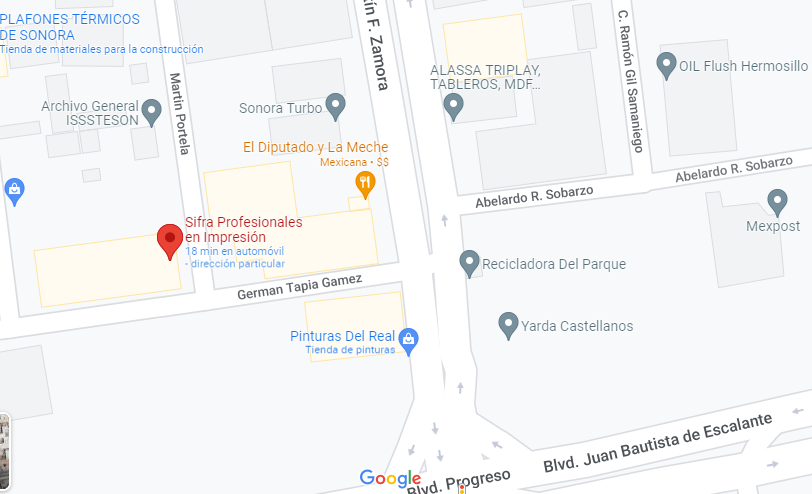 PLAFONES TÉRMICOS
DE SONORA
Tienda de materiales para la construcción
F. Zamora
C. Ramón Gil Samaniego
ALASSA TRIPLAY,
TABLEROS, MDF...
OIL Flush Hermosillo
Martin Portela
Archivo General
ISSSTESON
Sonora Turbo
El Diputado y La Meche
Mexicana • $$
Abelardo R. Sobarzo
Abelardo R. Sobarzo
Mexpost
Sifra Profesionales
en Impresión
18 min en automóvil
- dirección particular
Recicladora Del Parque
German Tapia Gamez
Yarda Castellanos
Pinturas Del Real
Tienda de pinturas
Blvd. Juan Bautista de Escalante
Google
Blvd. Progreso